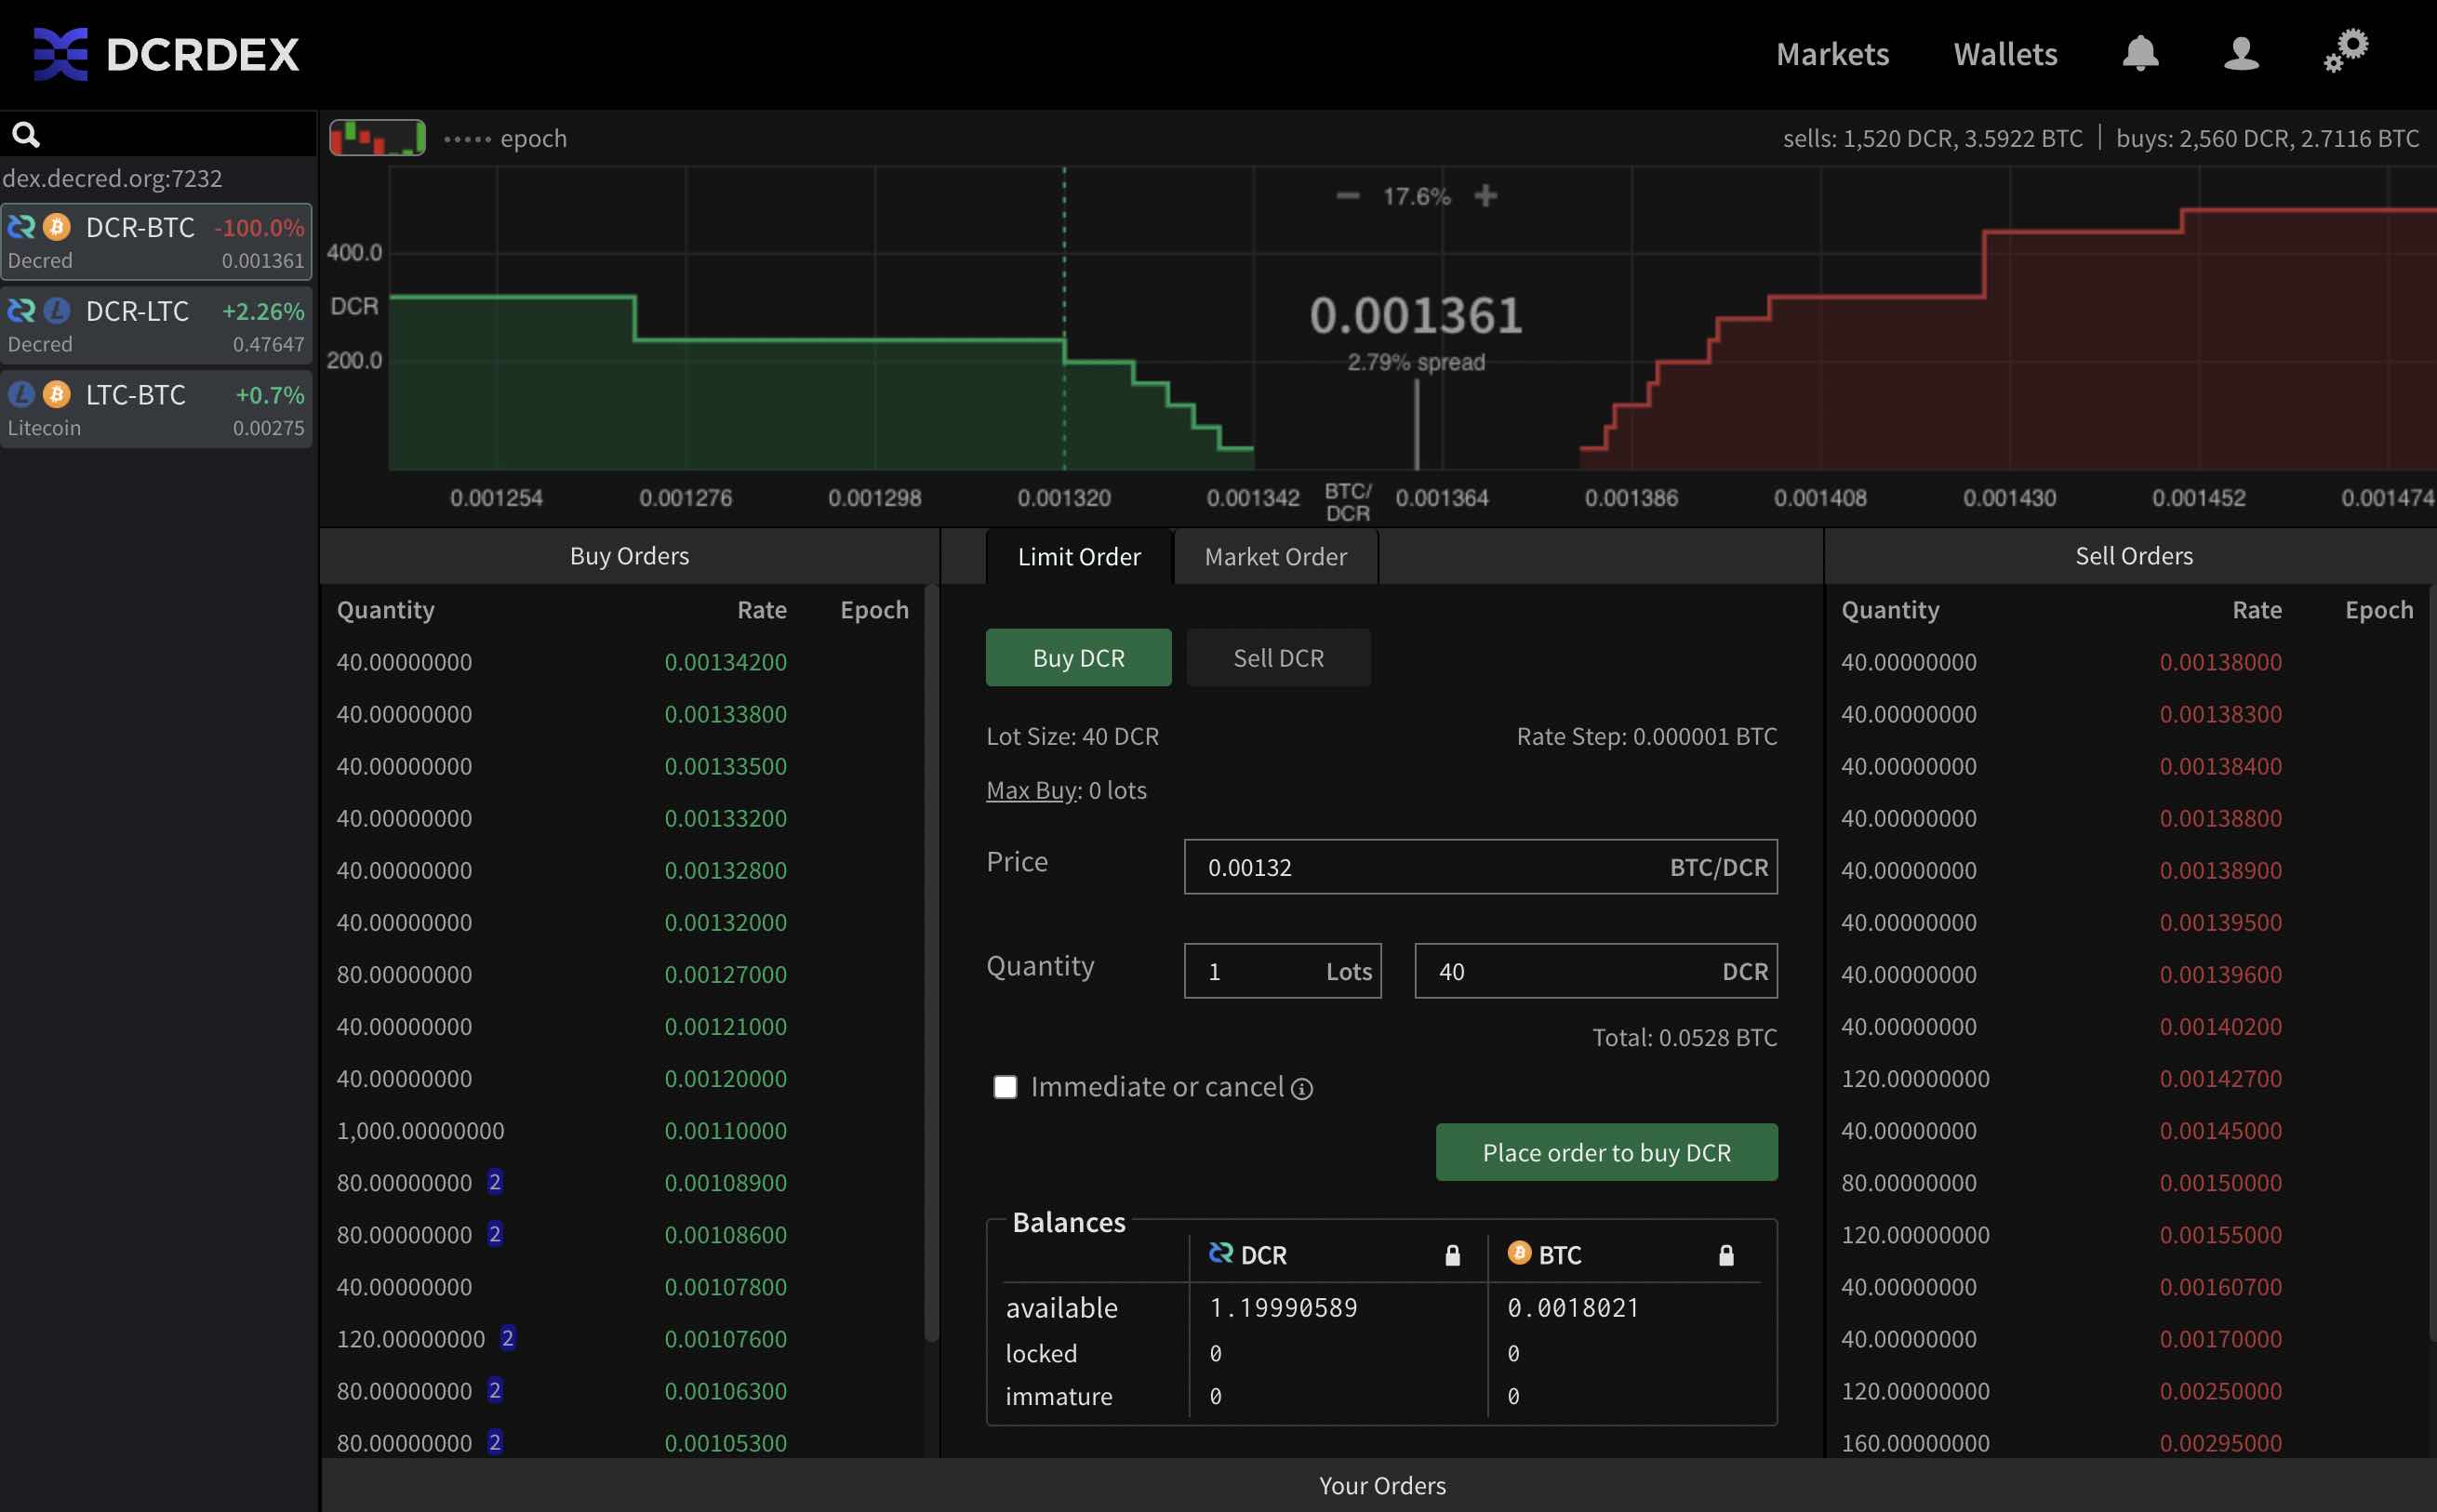 DCRDEX
Markets
Wallets
dex.decred.org:7232
DCR-BTC -100.0%
Decred 0.001361
DCR-LTC +2.26%
Decred 0.47647
LTC-BTC +0.7%
Litecoin 0.00275
epoch
sells: 1,520 DCR, 3.5922 BTC | buys: 2,560 DCR, 2.7116 BTC
− 17.6% +
400.0
DCR
200.0
0.001361
2.79% spread
0.001254 0.001276 0.001298 0.001320 0.001342 BTC/ 0.001364 0.001386 0.001408 0.001430 0.001452 0.001474
DCR
Buy Orders
Quantity Rate Epoch
40.00000000 0.00134200
40.00000000 0.00133800
40.00000000 0.00133500
40.00000000 0.00133200
40.00000000 0.00132800
40.00000000 0.00132000
80.00000000 0.00127000
40.00000000 0.00121000
40.00000000 0.00120000
1,000.00000000 0.00110000
80.00000000 2 0.00108900
80.00000000 2 0.00108600
40.00000000 0.00107800
120.00000000 2 0.00107600
80.00000000 2 0.00106300
80.00000000 2 0.00105300
Limit Order
Market Order
Buy DCR
Sell DCR
Lot Size: 40 DCR
Rate Step: 0.000001 BTC
Max Buy: 0 lots
Price 0.00132 BTC/DCR
Quantity 1 Lots 40 DCR
Total: 0.0528 BTC
Immediate or cancel
Place order to buy DCR
Balances
DCR BTC
available 1.19990589 0.0018021
locked 0 0
immature 0 0
Sell Orders
Quantity Rate Epoch
40.00000000 0.00138000
40.00000000 0.00138300
40.00000000 0.00138400
40.00000000 0.00138800
40.00000000 0.00138900
40.00000000 0.00139500
40.00000000 0.00139600
40.00000000 0.00140200
120.00000000 0.00142700
40.00000000 0.00145000
80.00000000 0.00150000
120.00000000 0.00155000
40.00000000 0.00160700
40.00000000 0.00170000
120.00000000 0.00250000
160.00000000 0.00295000
Your Orders